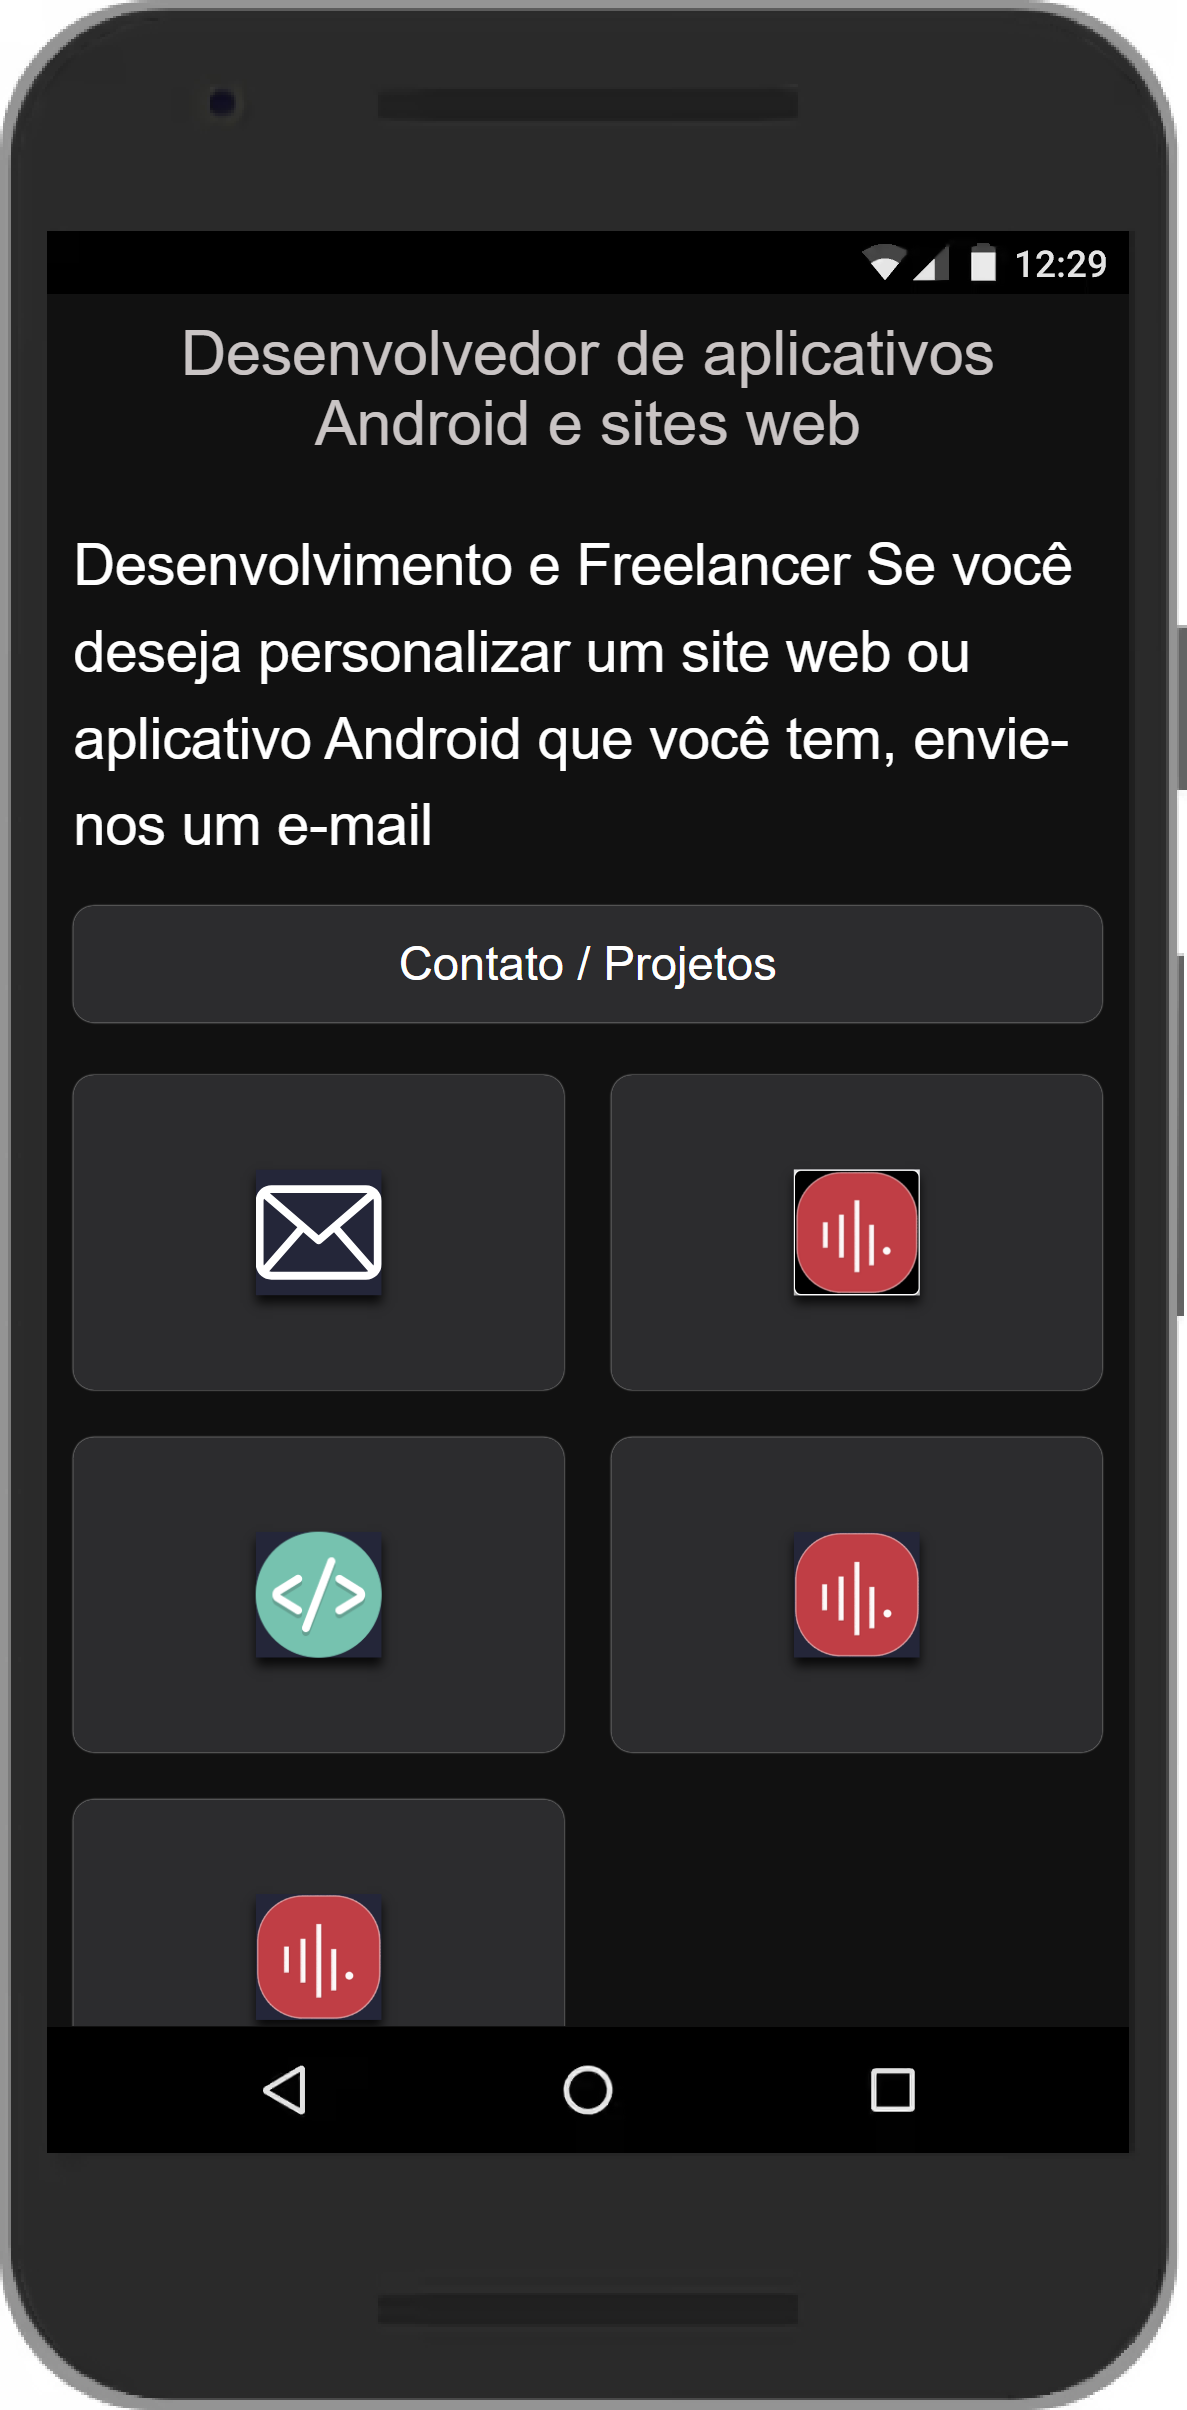 12:29
Desenvolvedor de aplicativos
Android e sites web
Desenvolvimento e Freelancer Se você
deseja personalizar um site web ou
aplicativo Android que você tem, envie-
nos um e-mail
Contato / Projetos